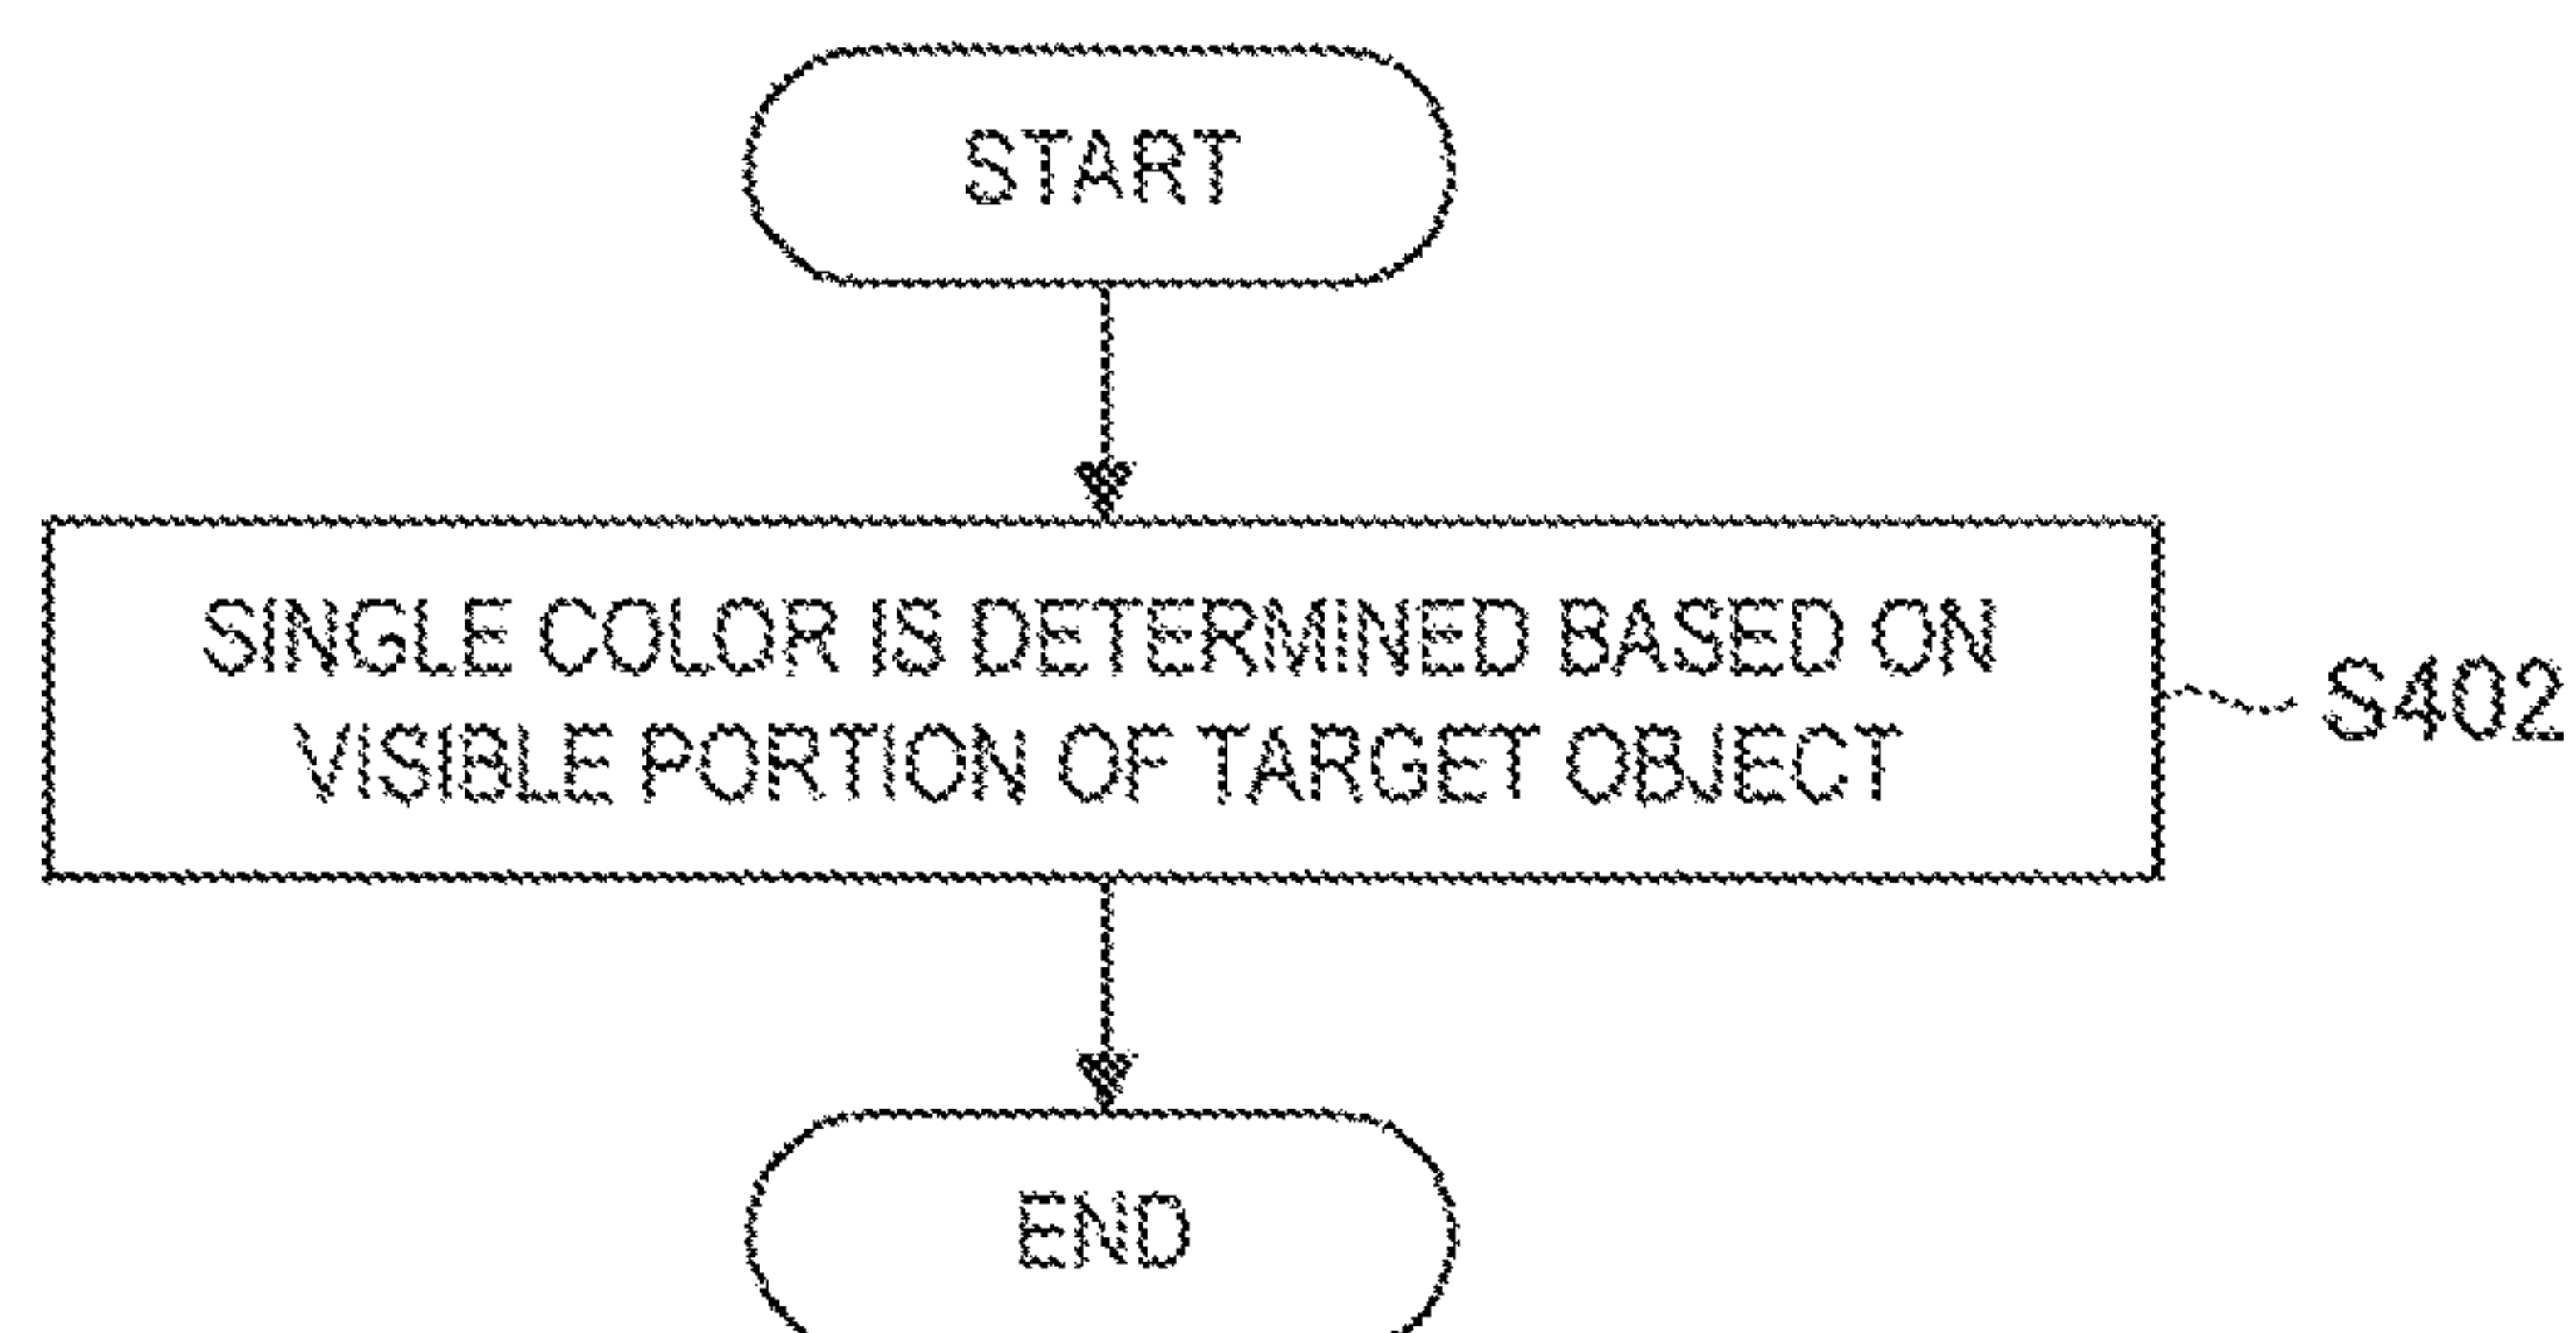 START
SINGLE COLOR IS DETERMINED BASED ON
VISIBLE PORTION OF TARGET OBJECT
S402
END